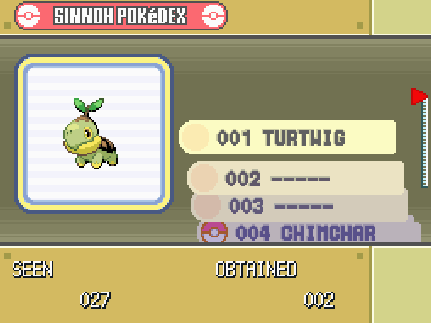 SINNOH POKéDEX
001 TURTWIG
002 -----
003 -----
004 CHIMCHAR
SEEN
027
OBTAINED
002